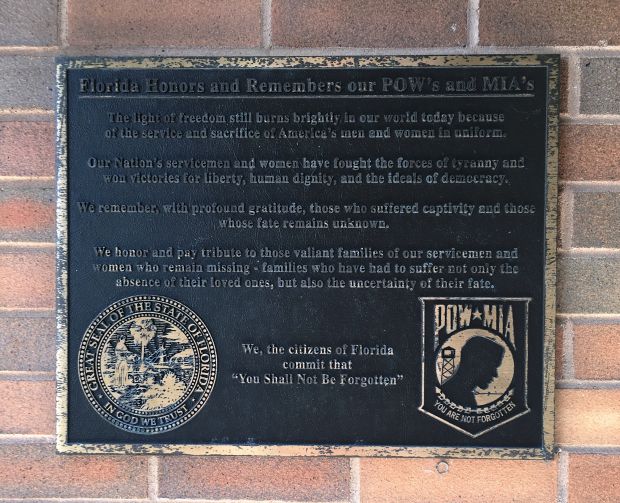 Florida Honors and Remembers our POW's and MIA's
The light of freedom still burns brightly in our world today because
of the service and sacrifice of America's men and women in uniform.
Our Nation's servicemen and women have fought the forces of tyranny and
won victories for liberty, human dignity, and the ideals of democracy.
We remember, with profound gratitude, those who suffered captivity and those
whose fate remains unknown.
We honor and pay tribute to those valiant families of our servicemen and
women who remain missing - families who have had to suffer not only the
absence of their loved ones, but also the uncertainty of their fate.
GREAT SEAL OF THE STATE OF FLORIDA
IN GOD WE TRUST
We, the citizens of Florida
commit that
"You Shall Not Be Forgotten"
POW★MIA
YOU ARE NOT FORGOTTEN